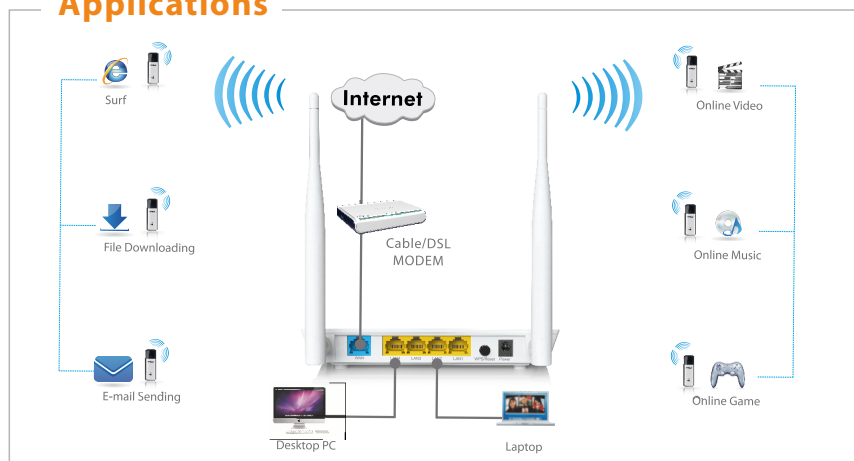 Applications
Internet
Surf
Online Video
Cable/DSL
MODEM
File Downloading
Online Music
WAN
LAN3
LAN1
WPS/Reset
Power
E-mail Sending
Online Game
Desktop PC
Laptop